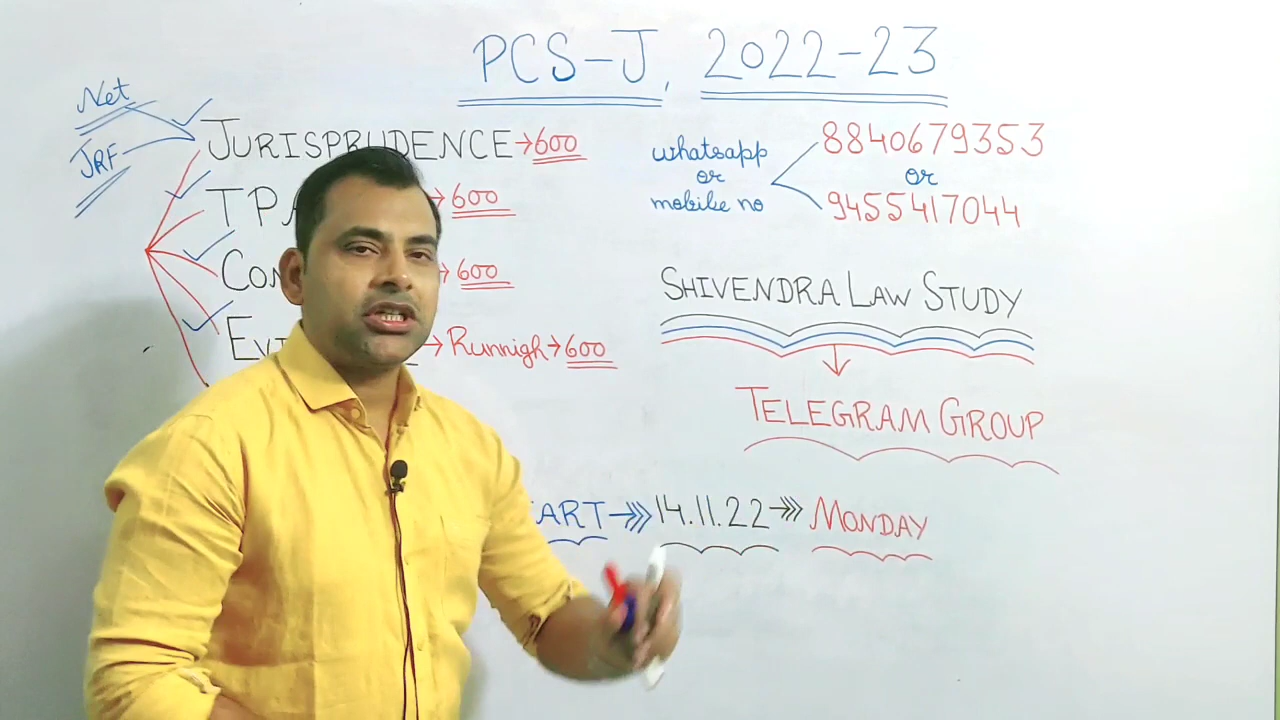 PCS-J, 2022-23
Net
JRF
JURISPRUDENCE → 600
TPA → 600
→ 600
→ Runnigh → 600
whatsapp
or
mobile no
8840679353
or
9455417044
SHIVENDRA LAW STUDY
TELEGRAM GROUP
14.11.22
MONDAY